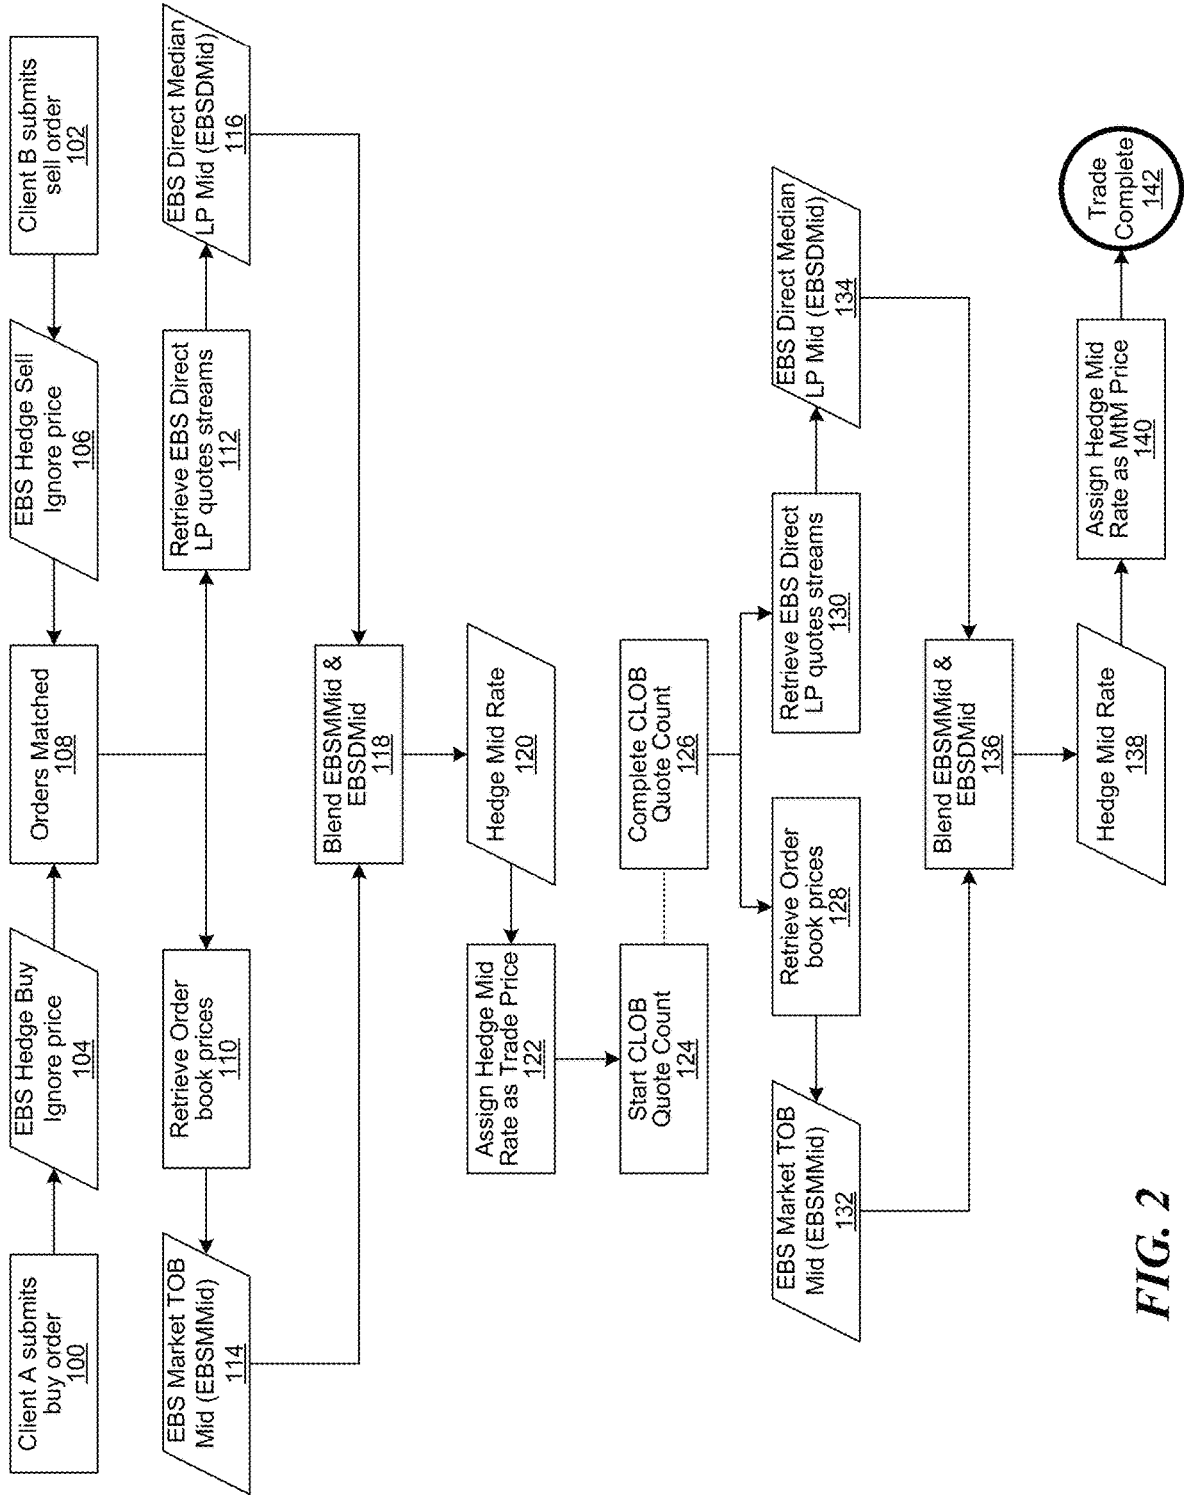 Client A submits
buy order
100
EBS Hedge Buy
Ignore price
104
Orders Matched
108
EBS Hedge Sell
Ignore price
106
Client B submits
sell order
102
EBS Market TOB
Mid (EBSMMid)
114
Retrieve Order
book prices
110
Retrieve EBS Direct
LP quotes streams
112
EBS Direct Median
LP Mid (EBSDMid)
116
Blend EBSMMid &
EBSDMid
118
Assign Hedge Mid
Rate as Trade Price
122
Hedge Mid Rate
120
Start CLOB
Quote Count
124
Complete CLOB
Quote Count
126
EBS Market TOB
Mid (EBSMMid)
132
Retrieve Order
book prices
128
Retrieve EBS Direct
LP quotes streams
130
EBS Direct Median
LP Mid (EBSDMid)
134
Blend EBSMMid &
EBSDMid
136
Hedge Mid Rate
138
Assign Hedge Mid
Rate as MtM Price
140
Trade
Complete
142
FIG. 2